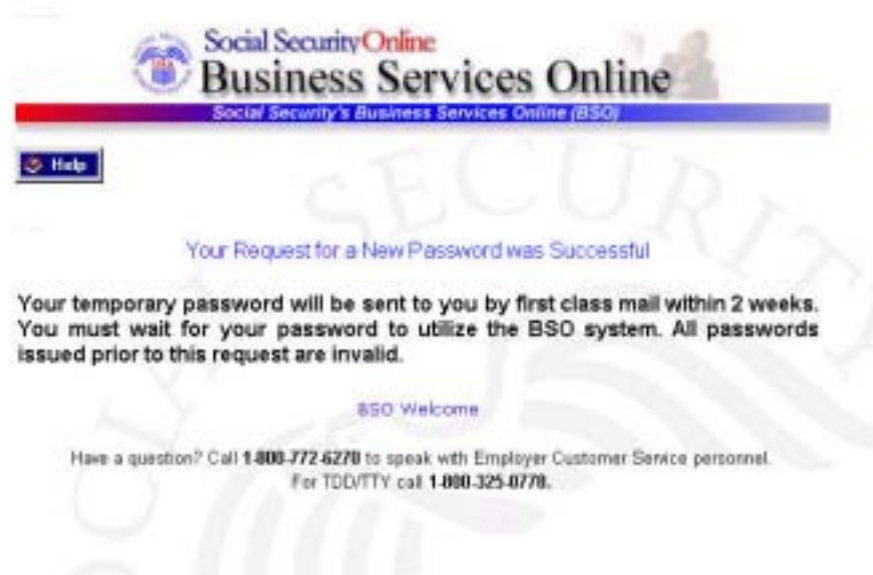 Social Security Online
Business Services Online
Social Security's Business Services Online (BSO)
Help
Your Request for a New Password was Successful
Your temporary password will be sent to you by first class mail within 2 weeks.
You must wait for your password to utilize the BSO system. All passwords
issued prior to this request are invalid.
BSO Welcome
Have a question? Call 1-800-772-6270 to speak with Employer Customer Service personnel.
For TDD/TTY call 1-800-325-0778.
SOCIAL SECURITY